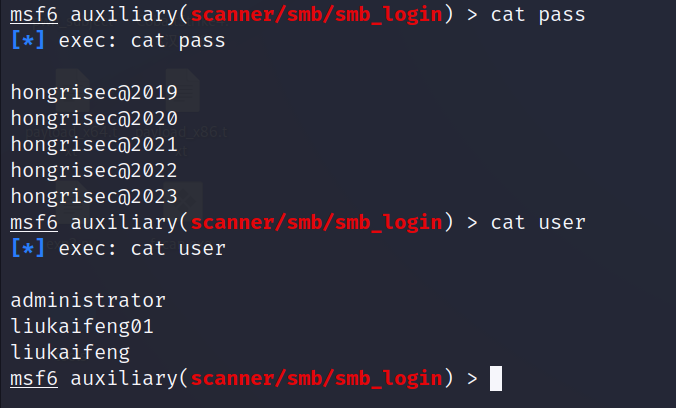 msf6 auxiliary(scanner/smb/smb_login) > cat pass
[*] exec: cat pass
hongrisec@2019
hongrisec@2020
hongrisec@2021
hongrisec@2022
hongrisec@2023
msf6 auxiliary(scanner/smb/smb_login) > cat user
[*] exec: cat user
administrator
liukaifeng01
liukaifeng
msf6 auxiliary(scanner/smb/smb_login) >